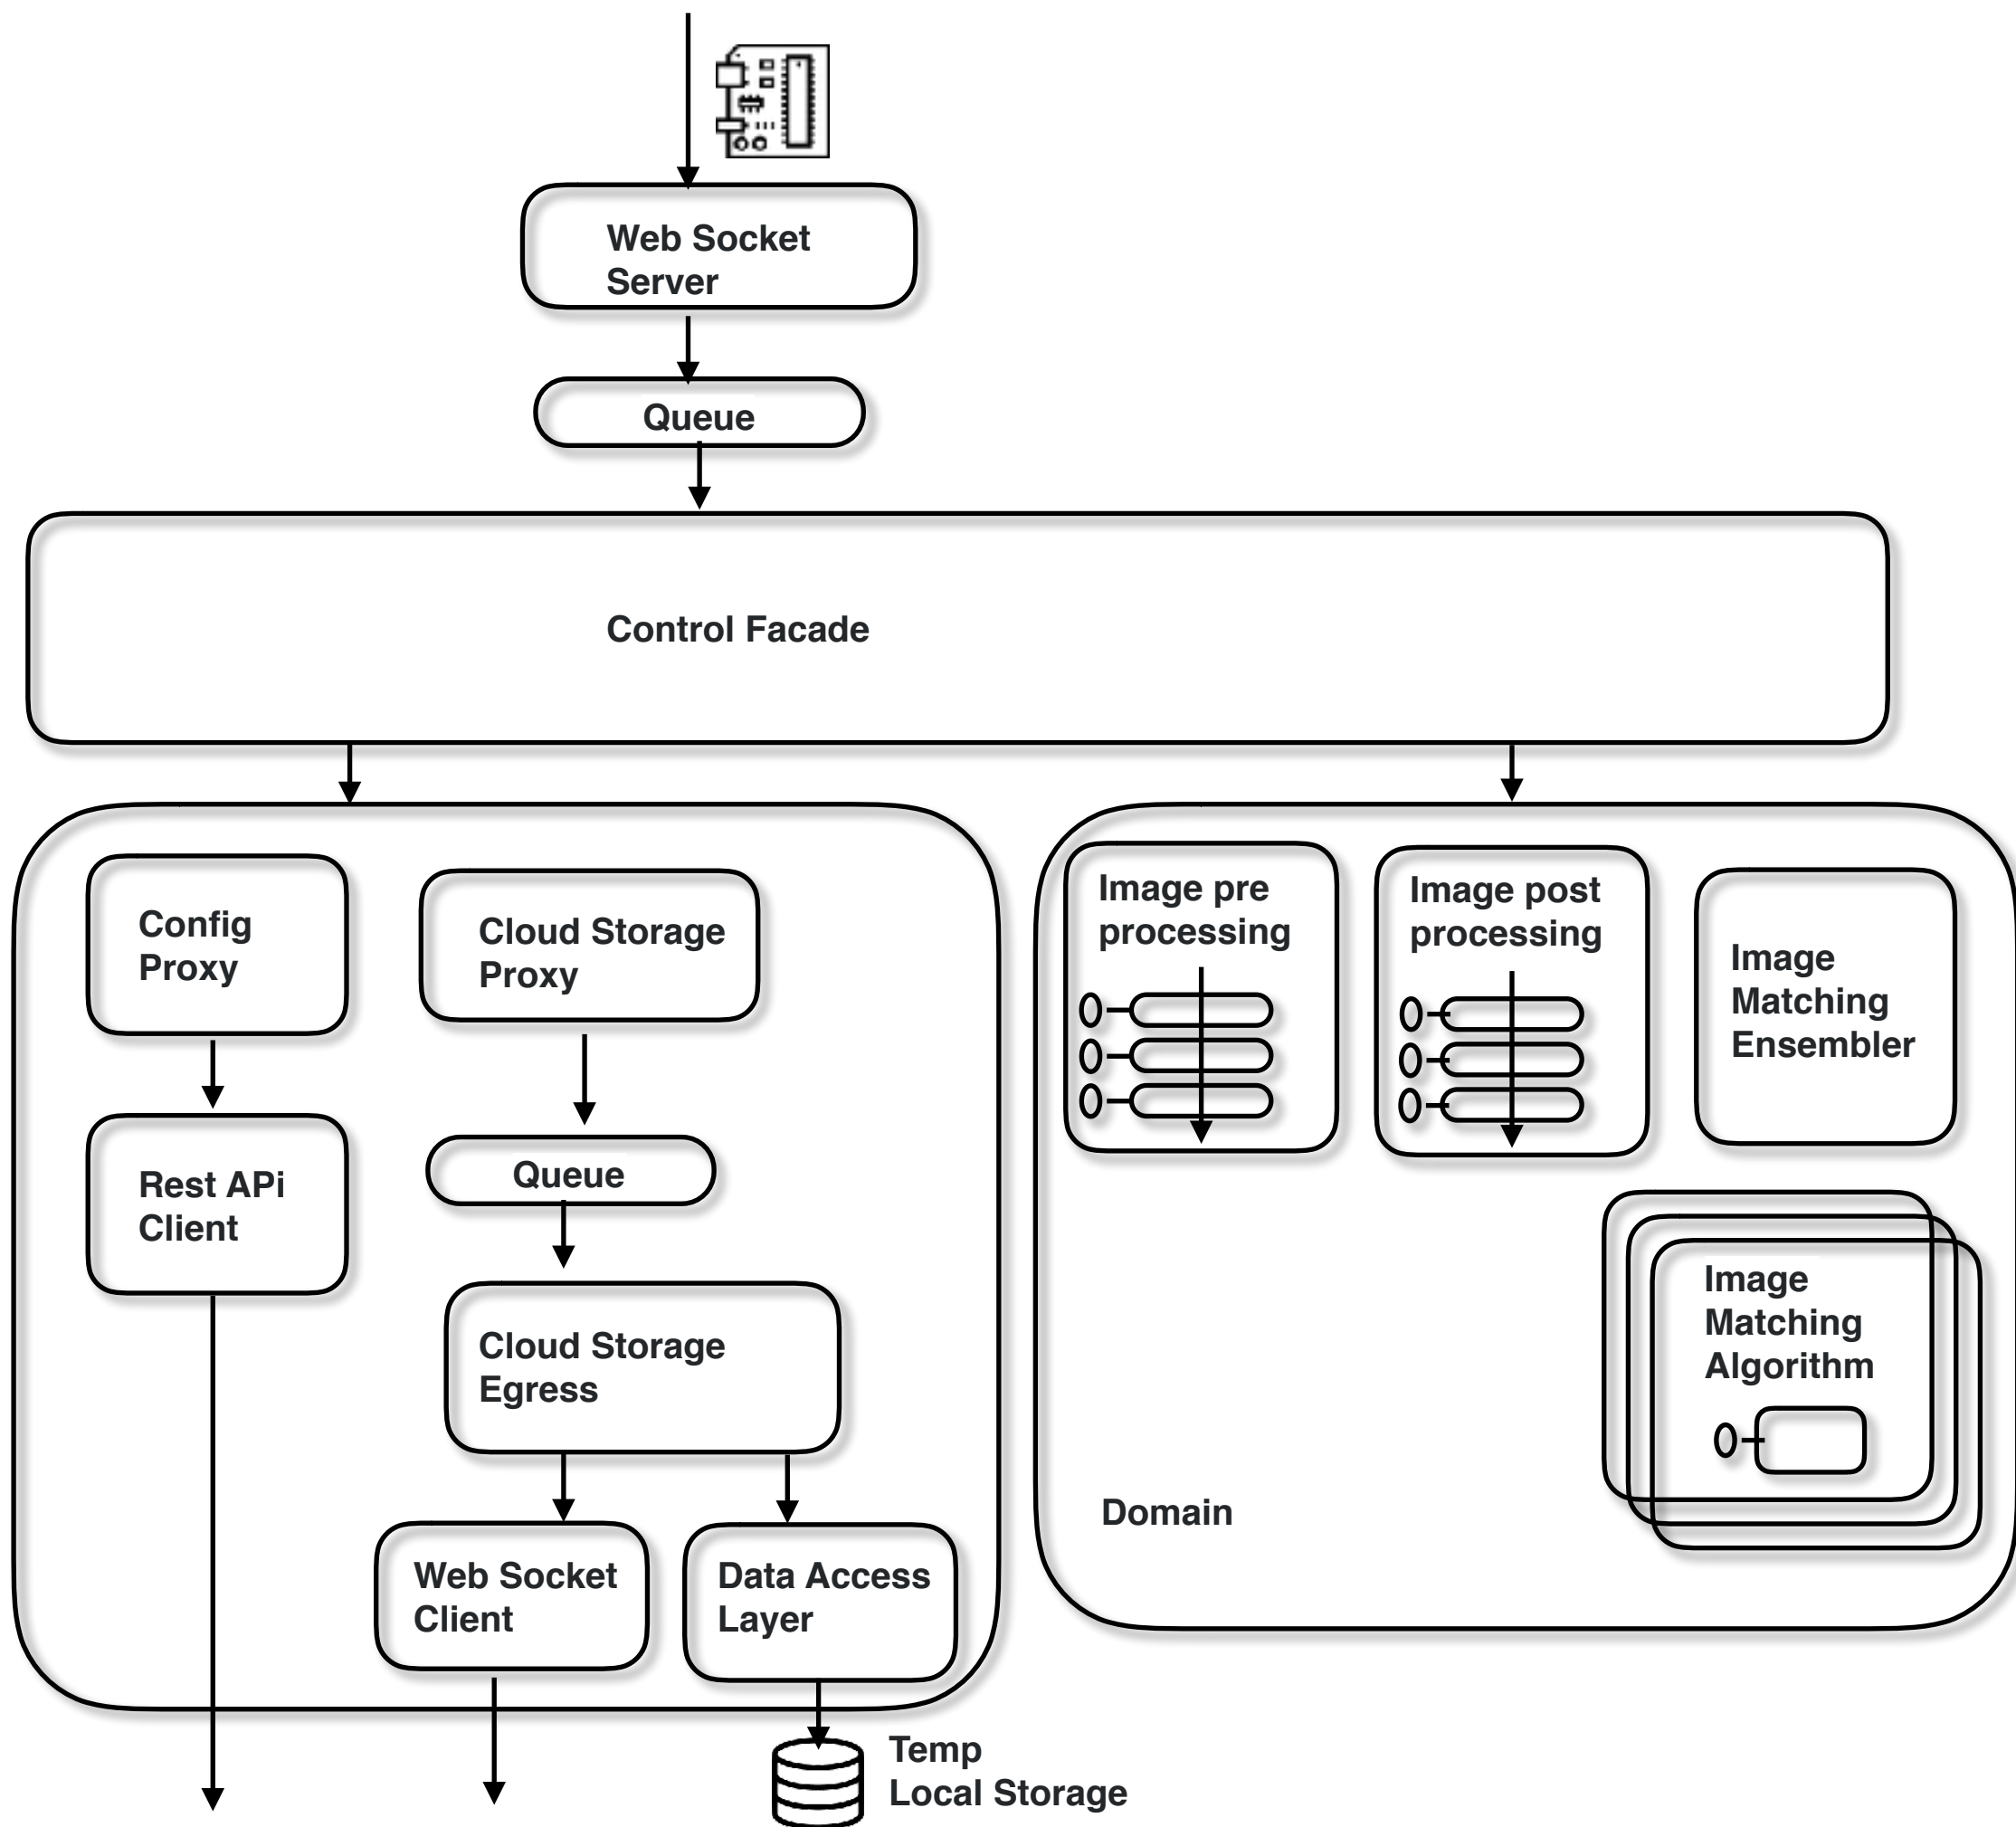 Web Socket
Server
Queue
Control Facade
Config
Proxy
Cloud Storage
Proxy
Rest APi
Client
Queue
Cloud Storage
Egress
Web Socket
Client
Data Access
Layer
Temp
Local Storage
Image pre
processing
Image post
processing
Image
Matching
Ensembler
Image
Matching
Algorithm
Domain